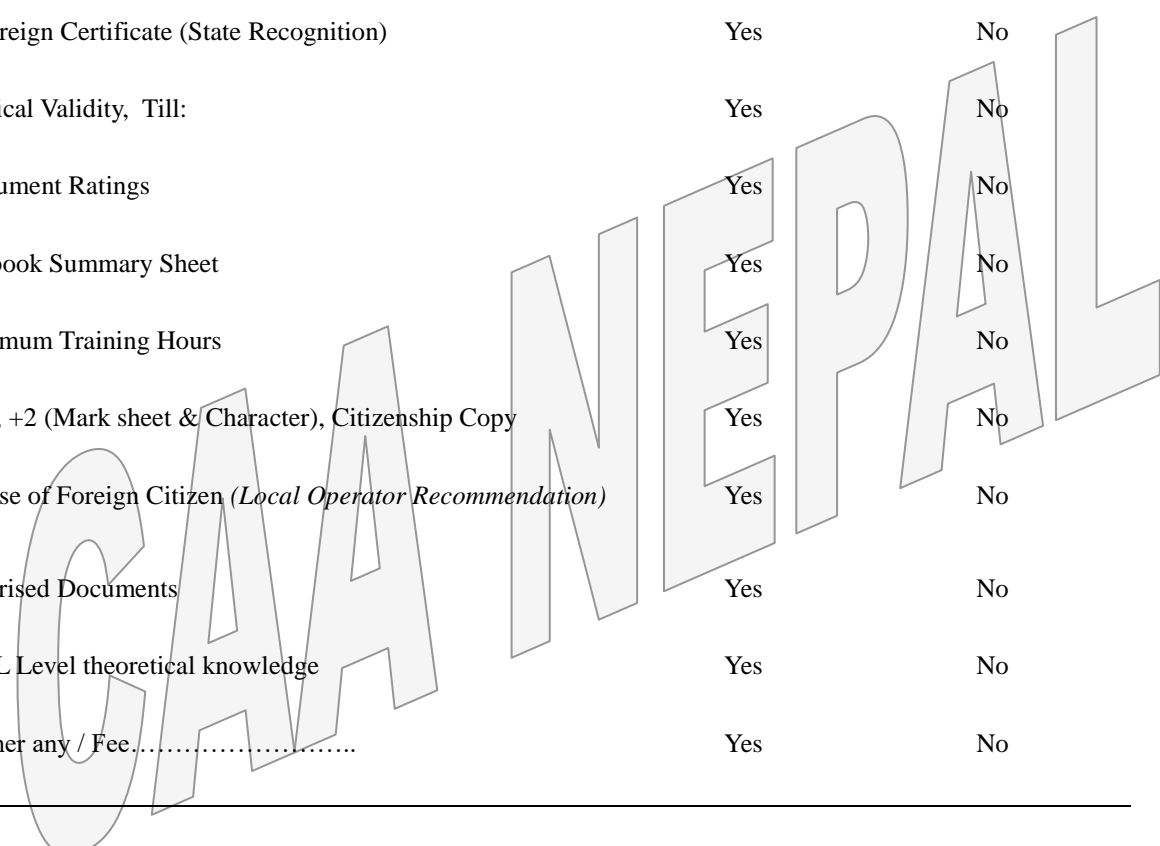 reign Certificate (State Recognition) Yes No
ical Validity, Till: Yes No
ument Ratings Yes No
book Summary Sheet Yes No
mum Training Hours Yes No
, +2 (Mark sheet & Character), Citizenship Copy Yes No
se of Foreign Citizen (Local Operator Recommendation) Yes No
rised Documents Yes No
L Level theoretical knowledge Yes No
her any / Fee…………………….. Yes No
CAA NEPAL